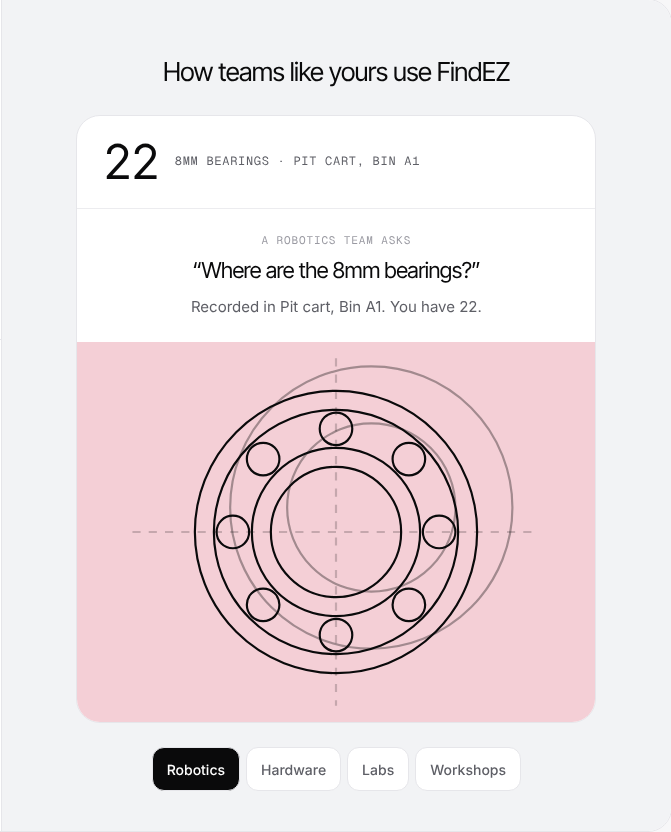 How teams like yours use FindEZ
22
8MM BEARINGS · PIT CART, BIN A1
A ROBOTICS TEAM ASKS
“Where are the 8mm bearings?”
Recorded in Pit cart, Bin A1. You have 22.
Robotics Hardware Labs Workshops